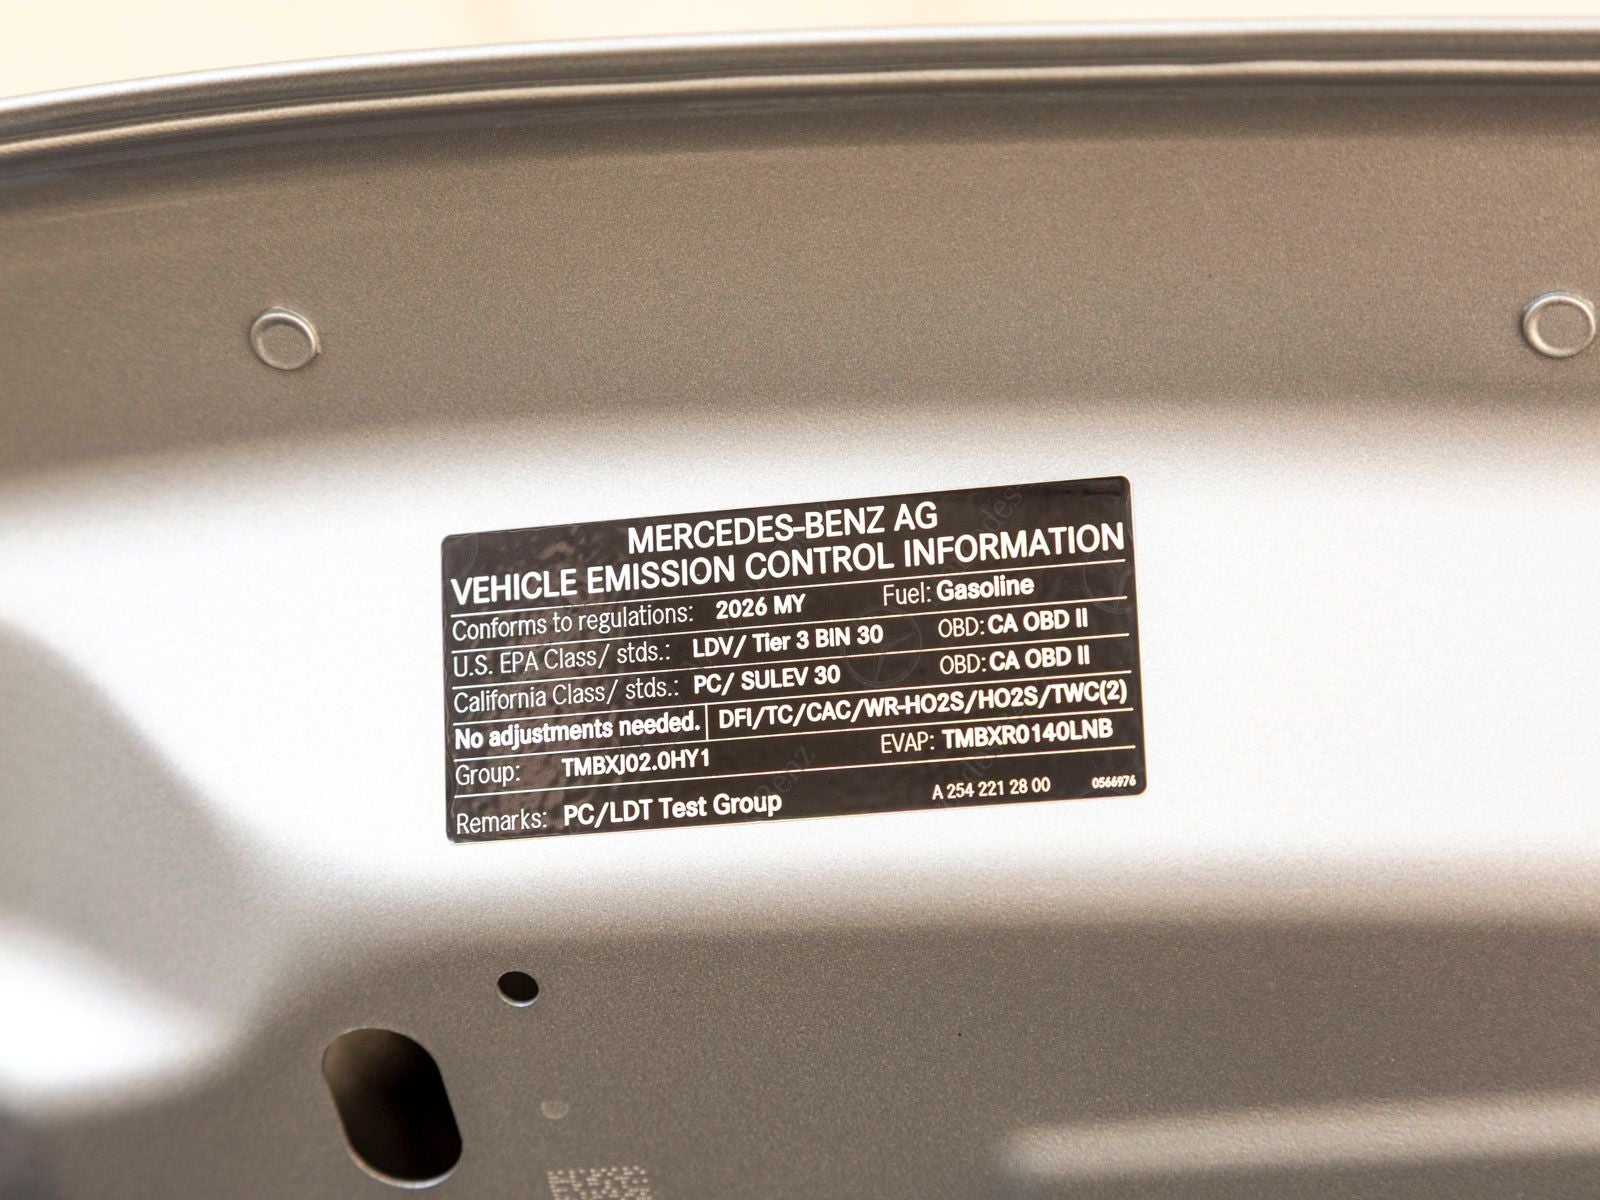 MERCEDES-BENZ AG
VEHICLE EMISSION CONTROL INFORMATION
Conforms to regulations: 2026 MY Fuel: Gasoline
U.S. EPA Class/ stds.: LDV/ Tier 3 BIN 30 OBD: CA OBD II
California Class/ stds.: PC/ SULEV 30 OBD: CA OBD II
No adjustments needed. DFI/TC/CAC/WR-HO2S/HO2S/TWC(2)
Group: TMBXJ02.0HY1 EVAP: TMBXR0140LNB
Remarks: PC/LDT Test Group A 254 221 28 00 0566976